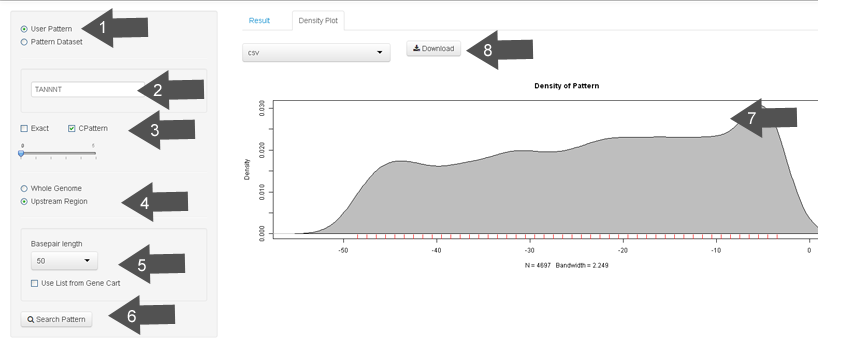 User Pattern
1
Pattern Dataset
TANNNT
2
Exact CPattern
3
0 5
Whole Genome
Upstream Region
4
Basepair length
50
5
Use List from Gene Cart
Search Pattern
6
Result Density Plot
csv
Download
8
Density of Pattern
7
Density
0.030
0.020
0.010
0.000
-50 -40 -30 -20 -10 0
N = 4697 Bandwidth = 2.249